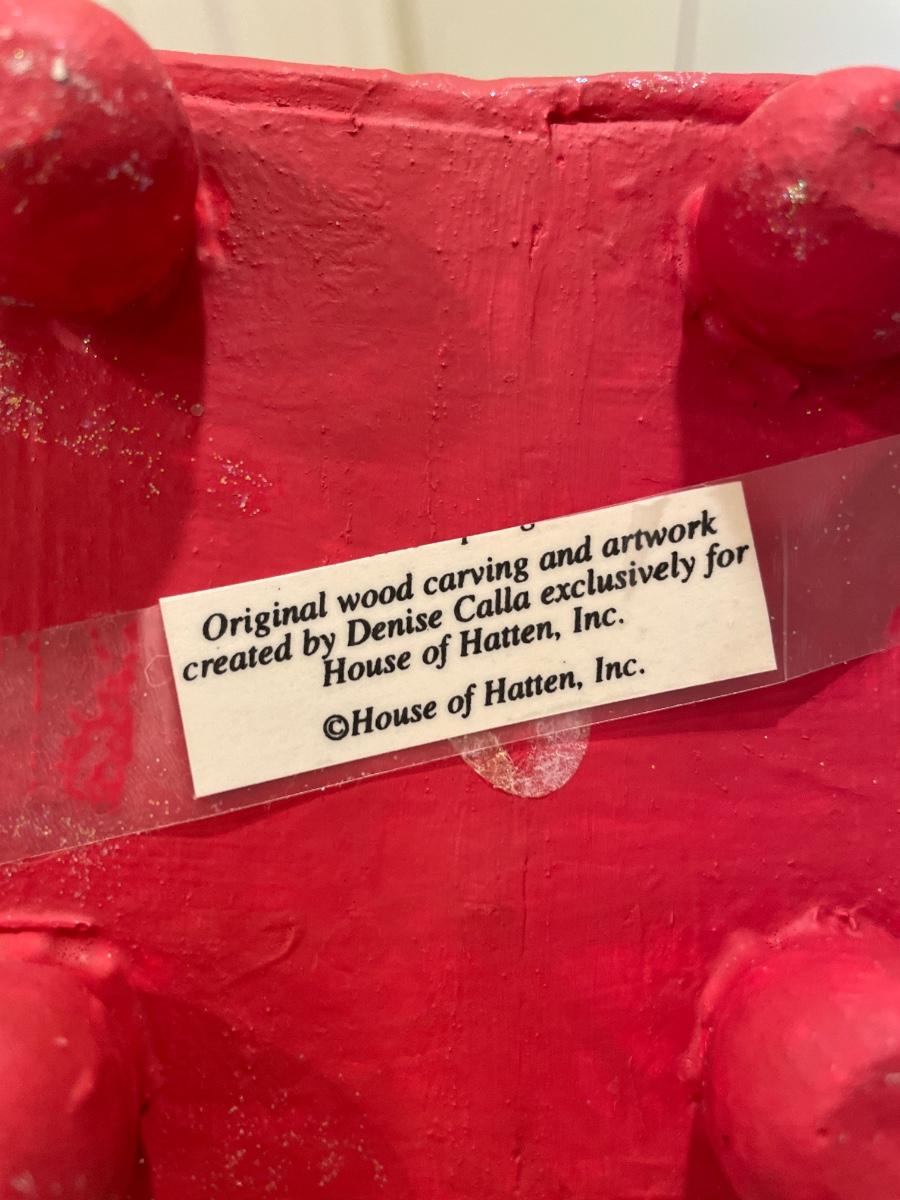 Original wood carving and artwork
created by Denise Calla exclusively for
House of Hatten, Inc.
©House of Hatten, Inc.